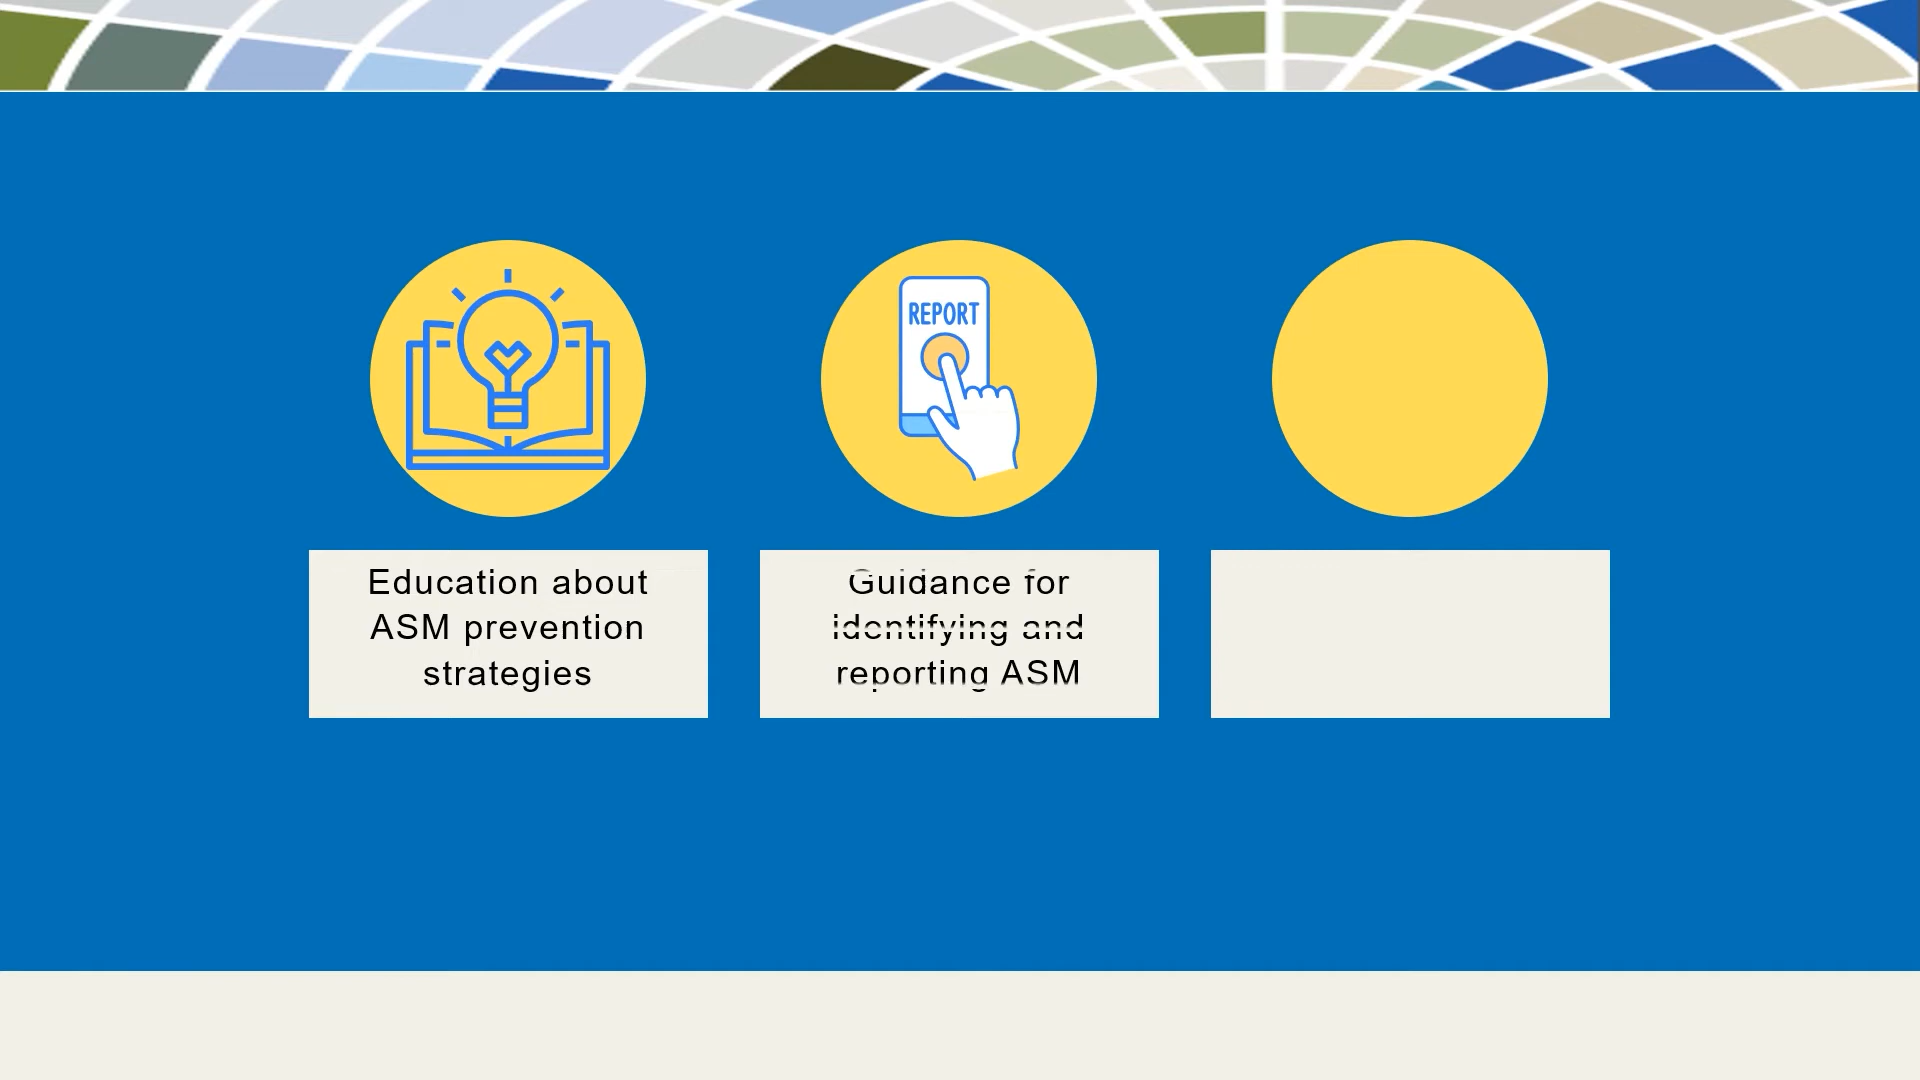 REPORT
Education about
ASM prevention
strategies
Guidance for
identifying and
reporting ASM